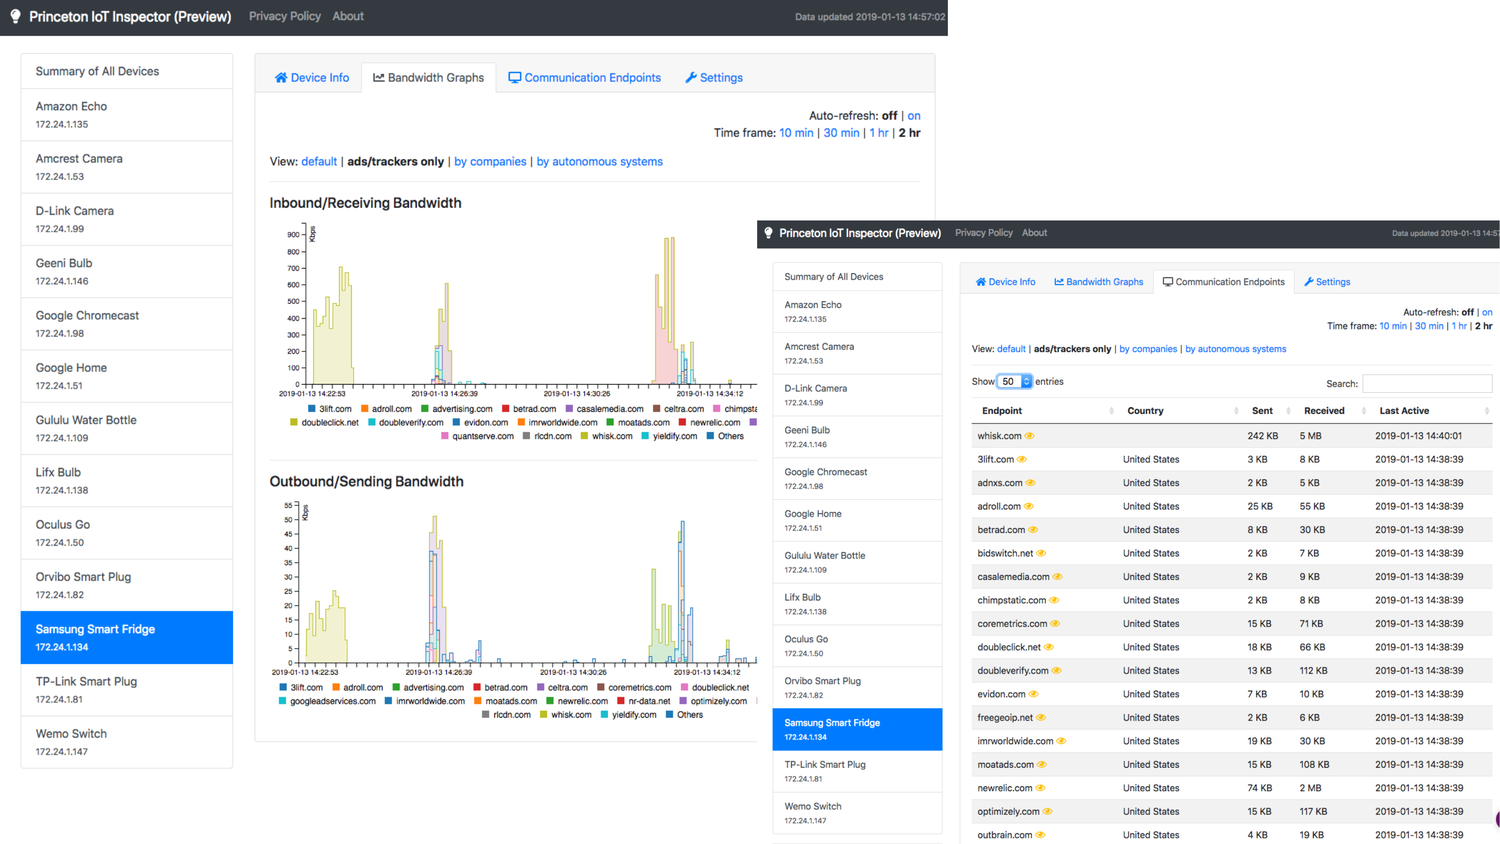 Princeton IoT Inspector (Preview) Privacy Policy About Data updated 2019-01-13 14:57:02
Summary of All Devices
Amazon Echo
172.24.1.135
Amcrest Camera
172.24.1.53
D-Link Camera
172.24.1.99
Geeni Bulb
172.24.1.146
Google Chromecast
172.24.1.98
Google Home
172.24.1.51
Gululu Water Bottle
172.24.1.109
Lifx Bulb
172.24.1.138
Oculus Go
172.24.1.50
Orvibo Smart Plug
172.24.1.82
Samsung Smart Fridge
172.24.1.134
TP-Link Smart Plug
172.24.1.81
Wemo Switch
172.24.1.147
Device Info Bandwidth Graphs Communication Endpoints Settings
Auto-refresh: off | on
Time frame: 10 min | 30 min | 1 hr | 2 hr
View: default | ads/trackers only | by companies | by autonomous systems
Inbound/Receiving Bandwidth
Kbps
900
800
700
600
500
400
300
200
100
0
2019-01-13 14:22:53 2019-01-13 14:26:39 2019-01-13 14:30:26 2019-01-13 14:34:12
3lift.com adroll.com advertising.com betrad.com casalemedia.com celtra.com chimpsta
doubleclick.net doubleverify.com evidon.com imrworldwide.com moatads.com newrelic.com
quantserve.com rlcdn.com whisk.com yieldify.com Others
Outbound/Sending Bandwidth
Kbps
55
50
45
40
35
30
25
20
15
10
5
0
2019-01-13 14:22:53 2019-01-13 14:26:39 2019-01-13 14:30:26 2019-01-13 14:34:12
3lift.com adroll.com advertising.com betrad.com celtra.com coremetrics.com doubleclick.net
googleadservices.com imrworldwide.com moatads.com newrelic.com nr-data.net optimizely.com
rlcdn.com whisk.com yieldify.com Others
Princeton IoT Inspector (Preview) Privacy Policy About Data updated 2019-01-13 14:57
Summary of All Devices
Amazon Echo
172.24.1.135
Amcrest Camera
172.24.1.53
D-Link Camera
172.24.1.99
Geeni Bulb
172.24.1.146
Google Chromecast
172.24.1.98
Google Home
172.24.1.51
Gululu Water Bottle
172.24.1.109
Lifx Bulb
172.24.1.138
Oculus Go
172.24.1.50
Orvibo Smart Plug
172.24.1.82
Samsung Smart Fridge
172.24.1.134
TP-Link Smart Plug
172.24.1.81
Wemo Switch
172.24.1.147
Device Info Bandwidth Graphs Communication Endpoints Settings
Auto-refresh: off | on
Time frame: 10 min | 30 min | 1 hr | 2 hr
View: default | ads/trackers only | by companies | by autonomous systems
Show 50 entries Search:
Endpoint Country Sent Received Last Active
whisk.com 242 KB 5 MB 2019-01-13 14:40:01
3lift.com United States 3 KB 8 KB 2019-01-13 14:38:39
adnxs.com United States 2 KB 5 KB 2019-01-13 14:38:39
adroll.com United States 25 KB 55 KB 2019-01-13 14:38:39
betrad.com United States 8 KB 30 KB 2019-01-13 14:38:39
bidswitch.net United States 2 KB 7 KB 2019-01-13 14:38:39
casalemedia.com United States 2 KB 9 KB 2019-01-13 14:38:39
chimpstatic.com United States 2 KB 8 KB 2019-01-13 14:38:39
coremetrics.com United States 15 KB 71 KB 2019-01-13 14:38:39
doubleclick.net United States 18 KB 66 KB 2019-01-13 14:38:39
doubleverify.com United States 13 KB 112 KB 2019-01-13 14:38:39
evidon.com United States 7 KB 10 KB 2019-01-13 14:38:39
freegeoip.net United States 2 KB 6 KB 2019-01-13 14:38:39
imrworldwide.com United States 19 KB 30 KB 2019-01-13 14:38:39
moatads.com United States 15 KB 108 KB 2019-01-13 14:38:39
newrelic.com United States 74 KB 2 MB 2019-01-13 14:38:39
optimizely.com United States 15 KB 117 KB 2019-01-13 14:38:39
outbrain.com United States 4 KB 19 KB 2019-01-13 14:38:39